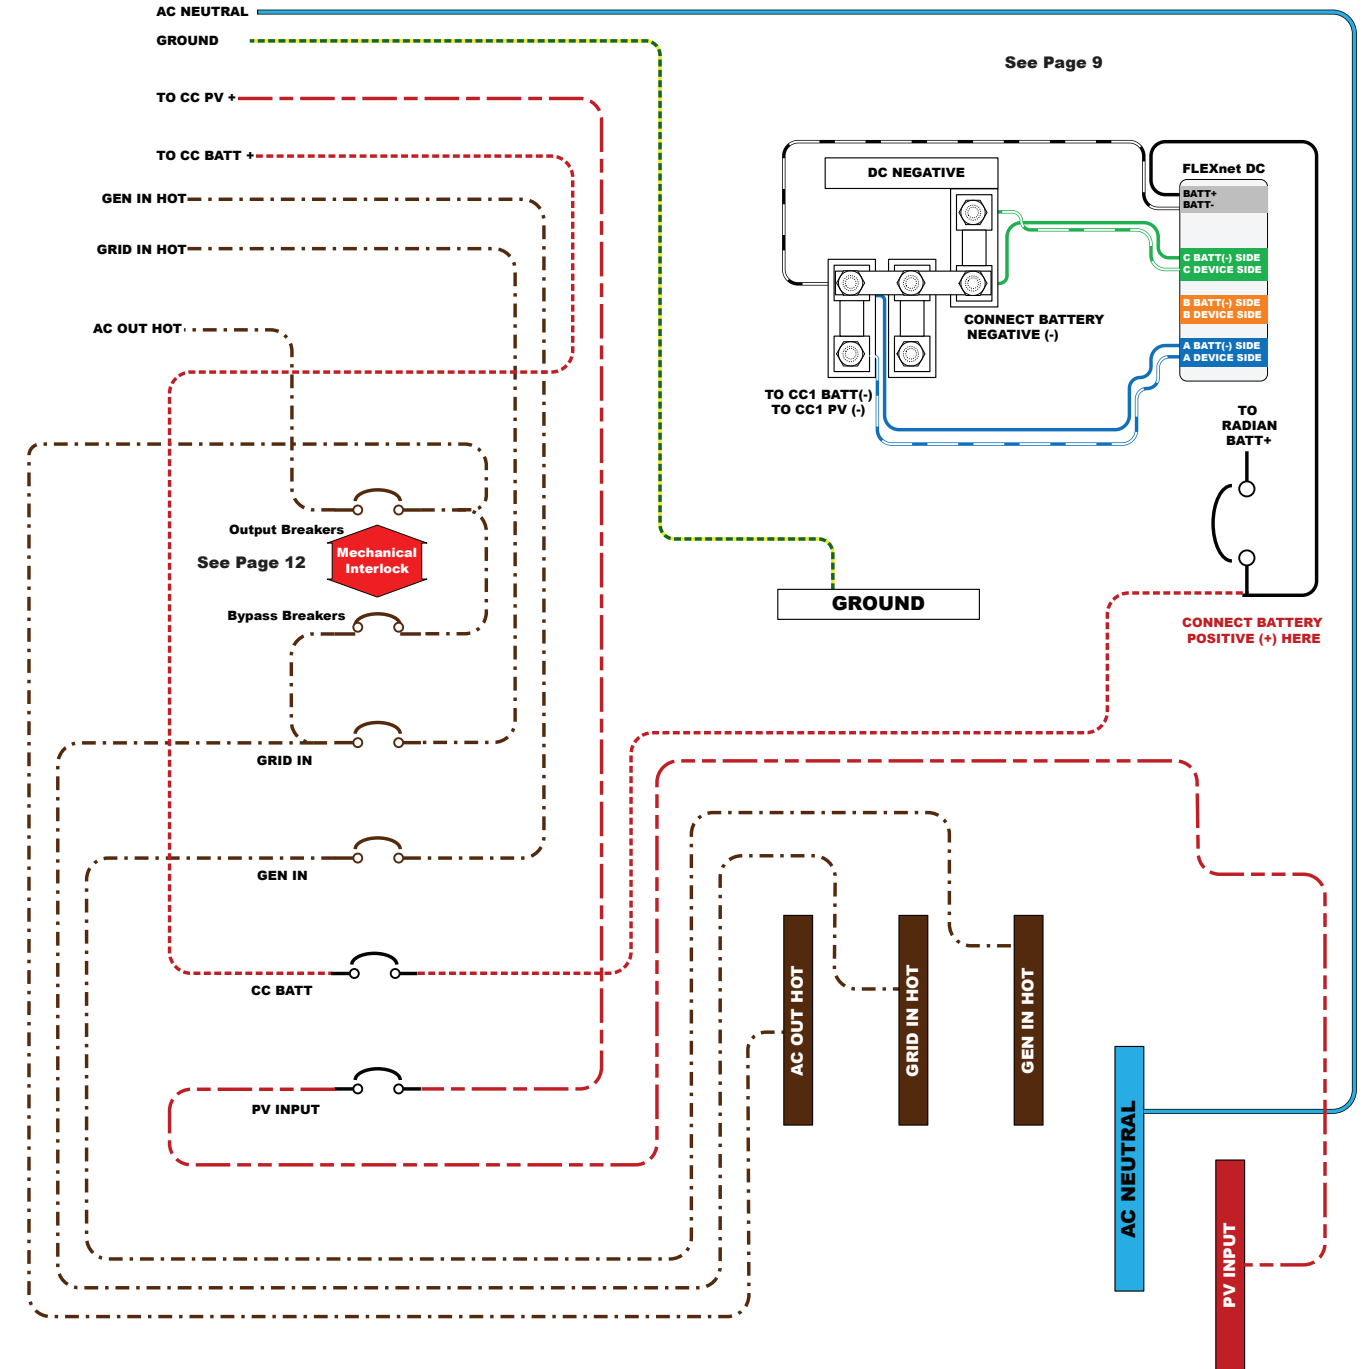 AC NEUTRAL
GROUND
See Page 9
TO CC PV +
TO CC BATT +
GEN IN HOT
GRID IN HOT
AC OUT HOT
DC NEGATIVE
FLEXnet DC
BATT+
BATT-
C BATT(-) SIDE
C DEVICE SIDE
B BATT(-) SIDE
B DEVICE SIDE
A BATT(-) SIDE
A DEVICE SIDE
CONNECT BATTERY
NEGATIVE (-)
TO CC1 BATT(-)
TO CC1 PV (-)
TO
RADIAN
BATT+
Output Breakers
See Page 12
Mechanical
Interlock
Bypass Breakers
GROUND
CONNECT BATTERY
POSITIVE (+) HERE
GRID IN
GEN IN
CC BATT
PV INPUT
AC OUT HOT
GRID IN HOT
GEN IN HOT
AC NEUTRAL
PV INPUT